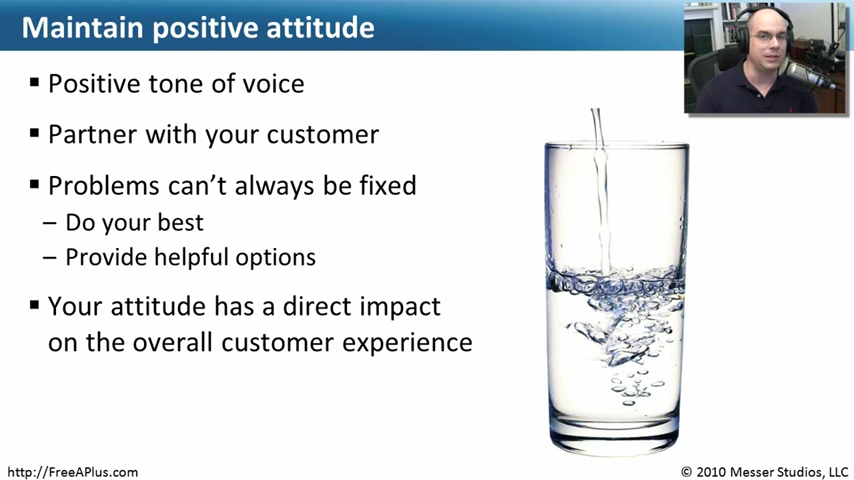 Maintain positive attitude
▪ Positive tone of voice
▪ Partner with your customer
▪ Problems can't always be fixed
– Do your best
– Provide helpful options
▪ Your attitude has a direct impact
on the overall customer experience
http://FreeAPlus.com
© 2010 Messer Studios, LLC